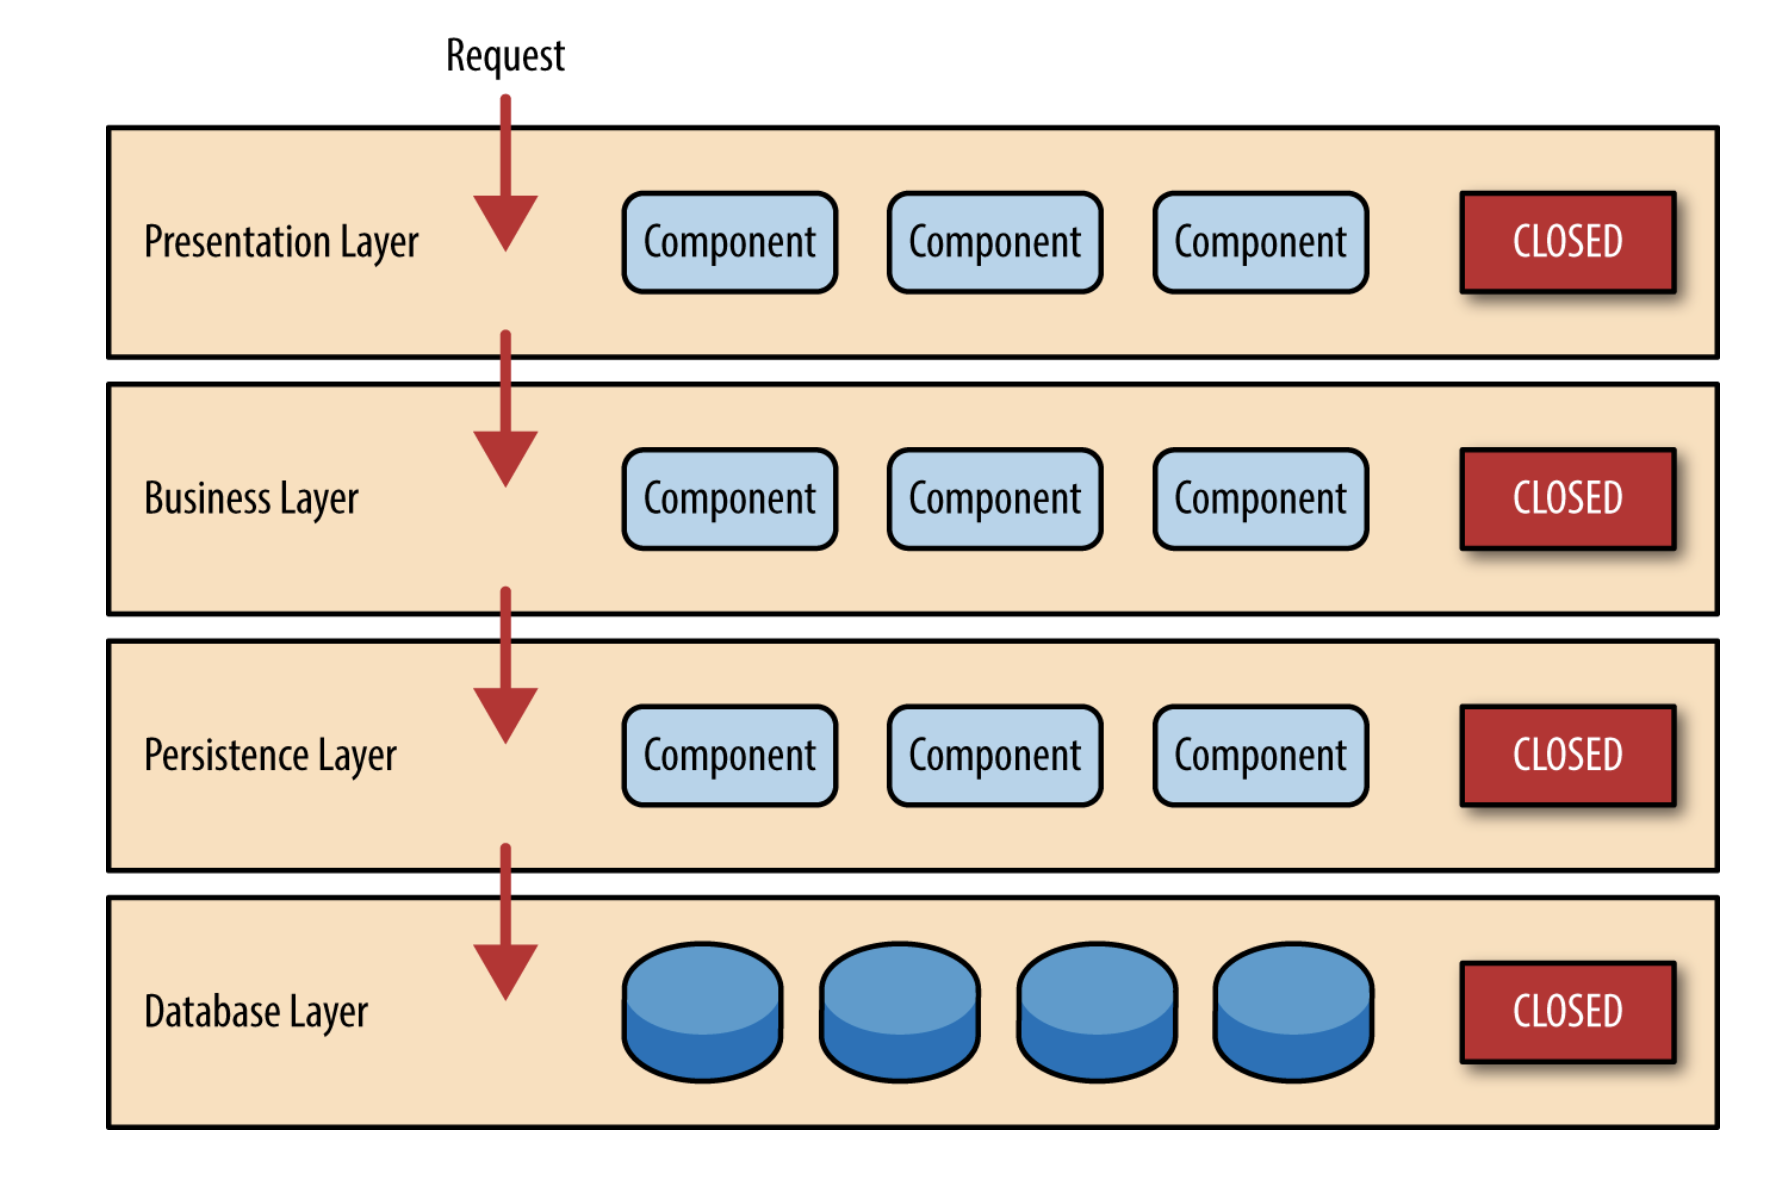 Request
Presentation Layer Component Component Component CLOSED
Business Layer Component Component Component CLOSED
Persistence Layer Component Component Component CLOSED
Database Layer CLOSED